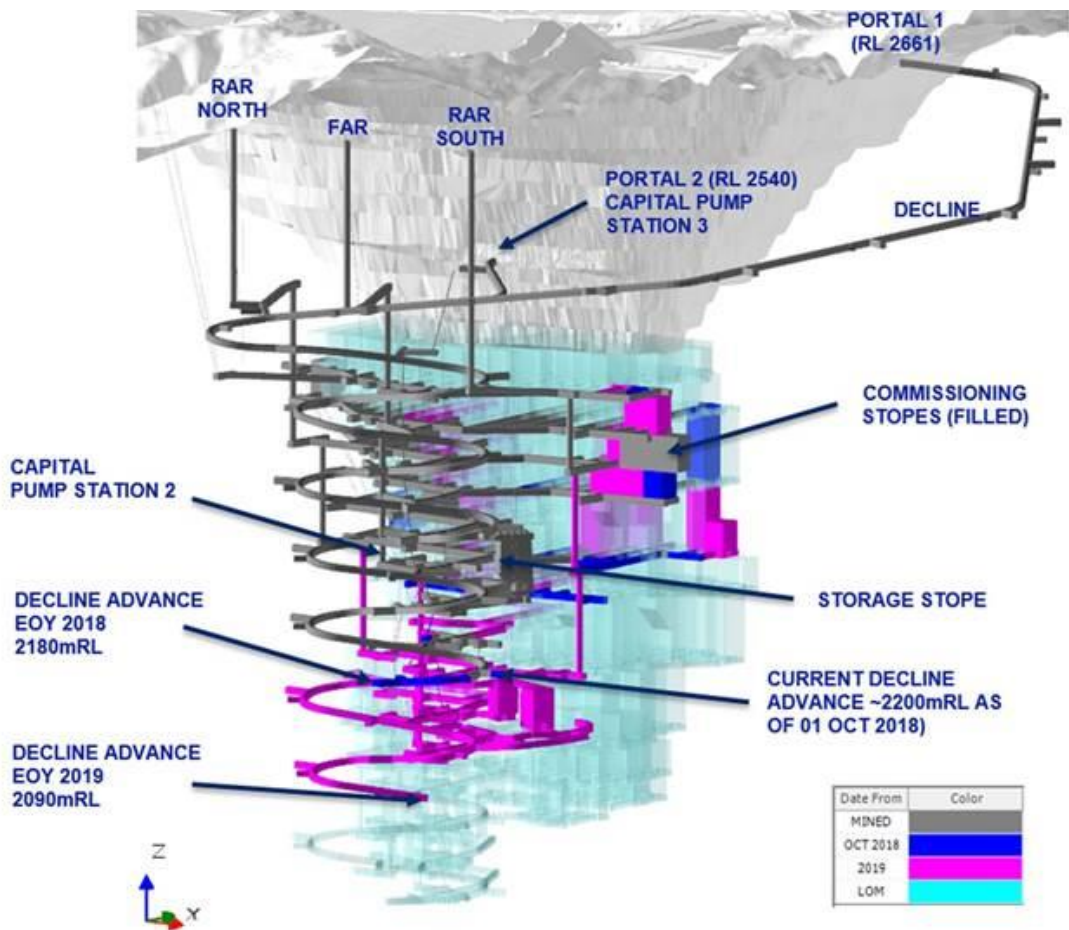 PORTAL 1
(RL 2661)
RAR
NORTH
FAR
RAR
SOUTH
PORTAL 2 (RL 2540)
CAPITAL PUMP
STATION 3
DECLINE
COMMISSIONING
STOPES (FILLED)
CAPITAL
PUMP STATION 2
DECLINE ADVANCE
EOY 2018
2180mRL
STORAGE STOPE
CURRENT DECLINE
ADVANCE ~2200mRL AS
OF 01 OCT 2018)
DECLINE ADVANCE
EOY 2019
2090mRL
Date From Color
MINED
OCT 2018
2019
LOM
Z
Y